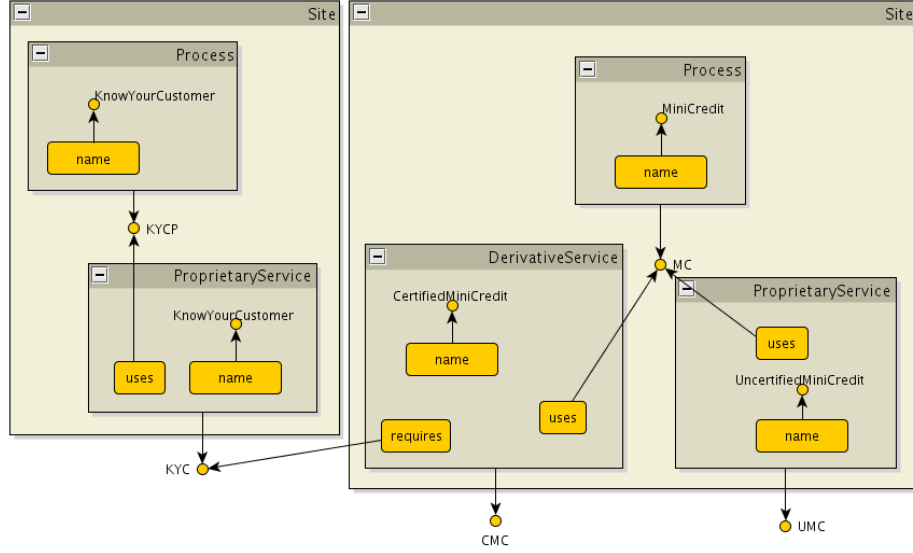 Site
Process
KnowYourCustomer
name
KYCP
ProprietaryService
KnowYourCustomer
uses
name
KYC
Site
Process
MiniCredit
name
MC
DerivativeService
CertifiedMiniCredit
name
uses
requires
CMC
ProprietaryService
uses
UncertifiedMiniCredit
name
UMC